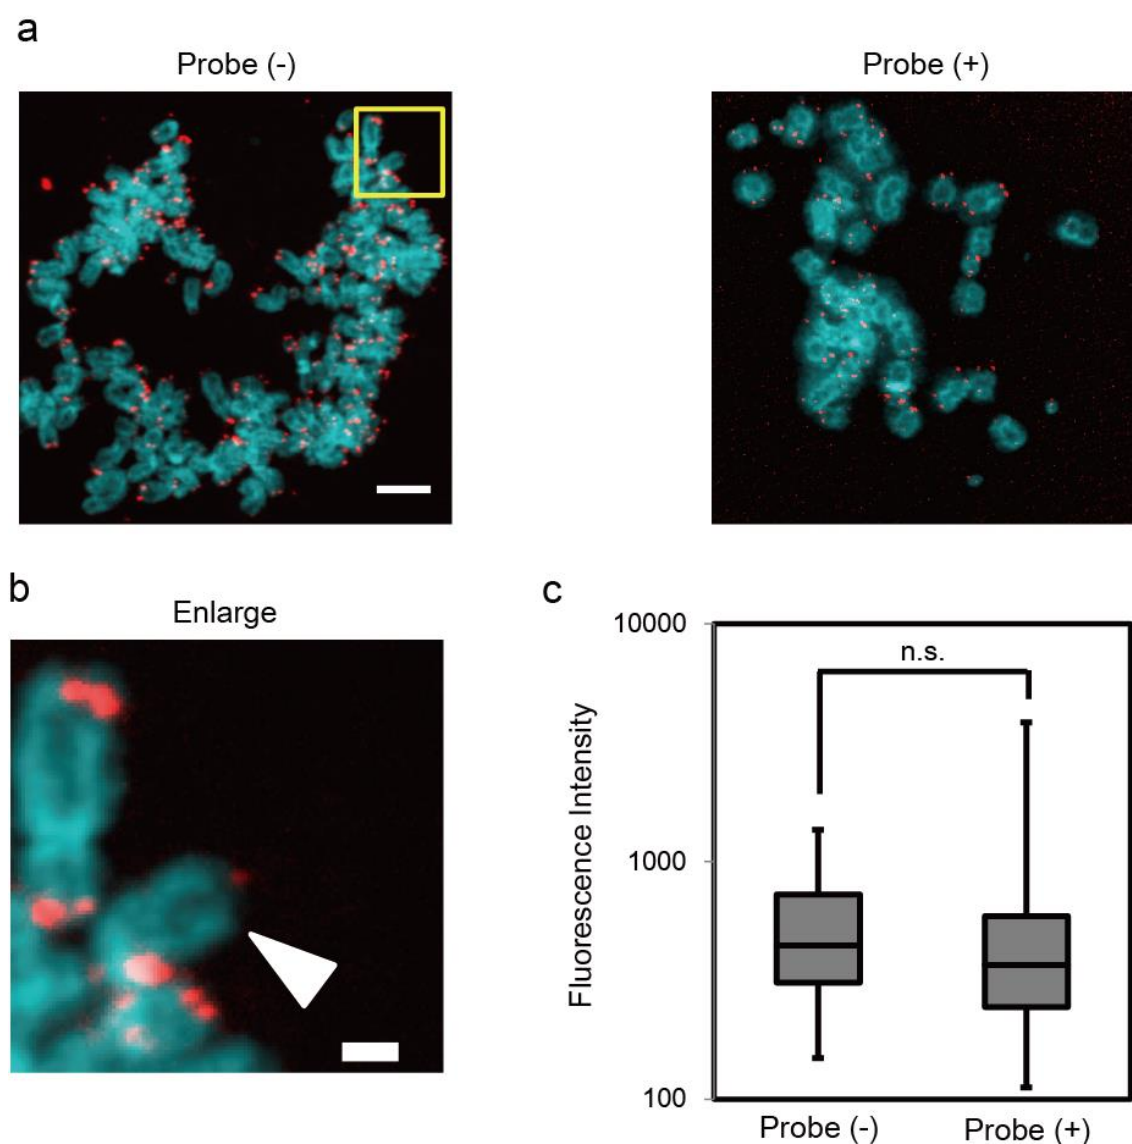 a
Probe (-)
Probe (+)
b
Enlarge
c
10000
n.s.
Fluorescence Intensity
1000
100
Probe (-)
Probe (+)